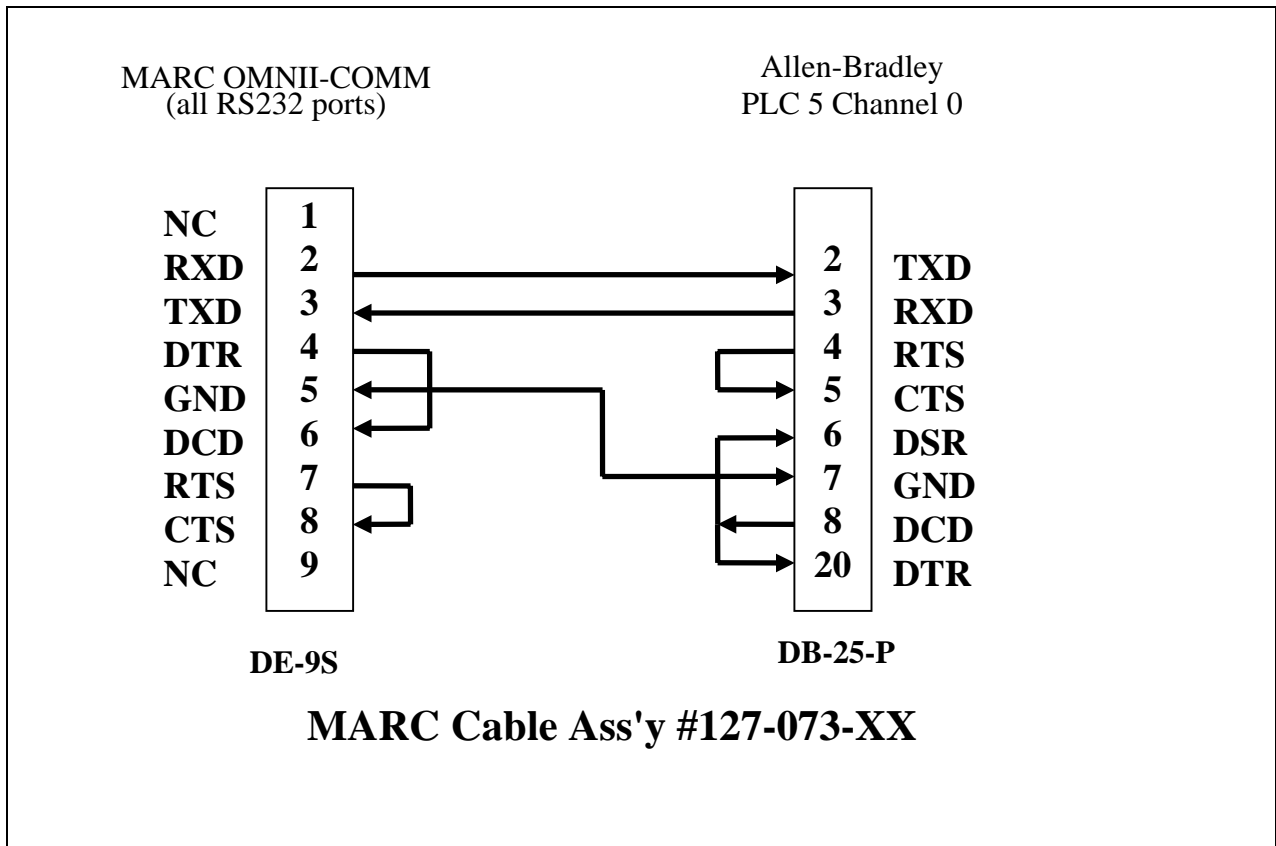 MARC OMNII-COMM
(all RS232 ports)
Allen-Bradley
PLC 5 Channel 0
NC 1
RXD 2 2 TXD
TXD 3 3 RXD
DTR 4 4 RTS
GND 5 5 CTS
DCD 6 6 DSR
RTS 7 7 GND
CTS 8 8 DCD
NC 9 20 DTR
DE-9S
DB-25-P
MARC Cable Ass'y #127-073-XX